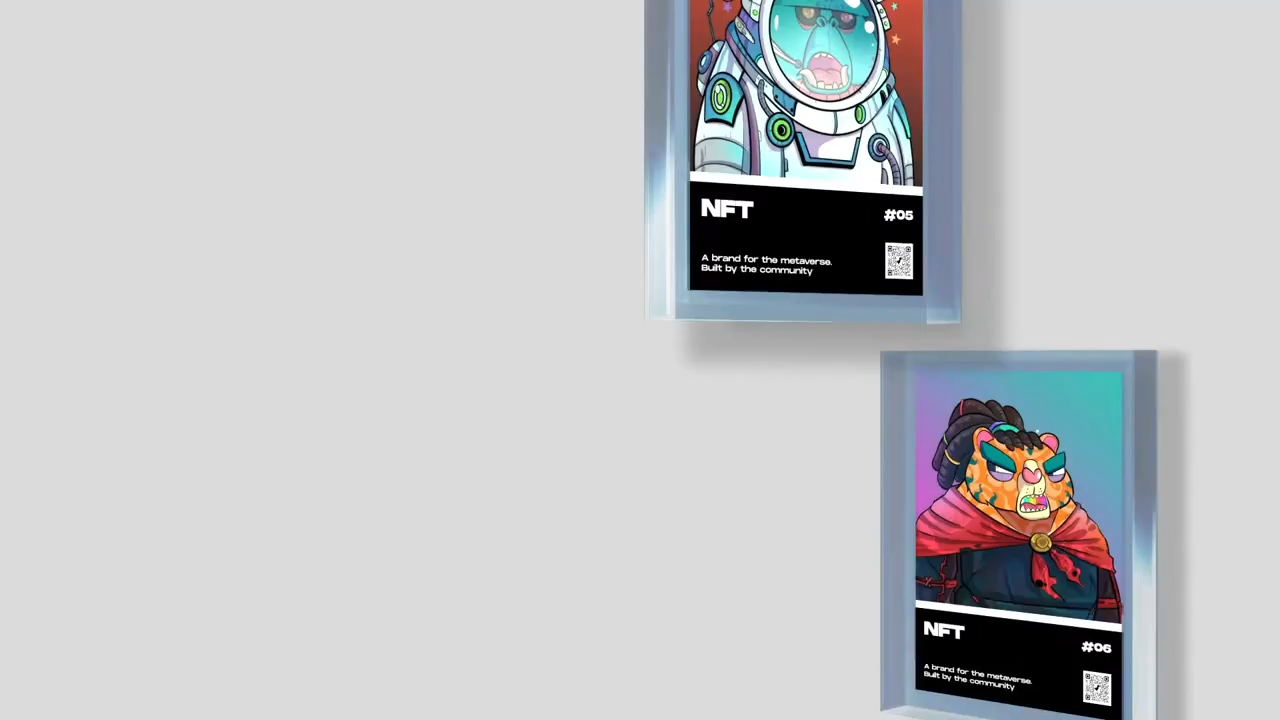 NFT
#05
A brand for the metaverse.
Built by the community
NFT
#06
A brand for the metaverse.
Built by the community